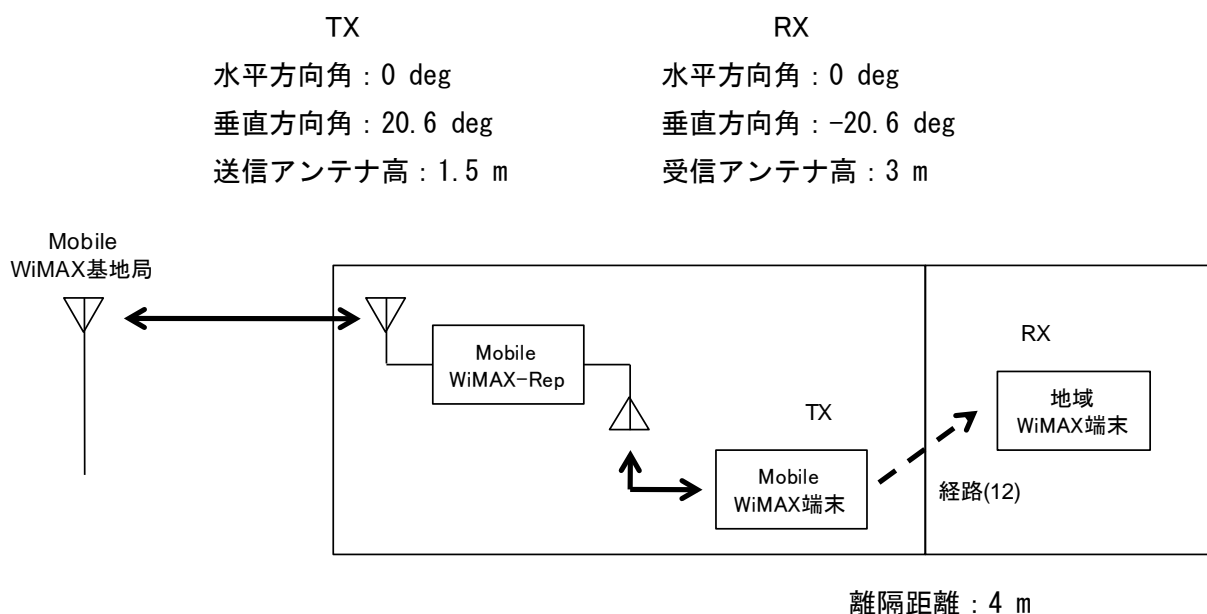 TX
水平方向角：0 deg
垂直方向角：20.6 deg
送信アンテナ高：1.5 m
RX
水平方向角：0 deg
垂直方向角：-20.6 deg
受信アンテナ高：3 m
Mobile
WiMAX基地局
Mobile
WiMAX-Rep
TX
Mobile
WiMAX端末
RX
地域
WiMAX端末
経路(12)
離隔距離：4 m